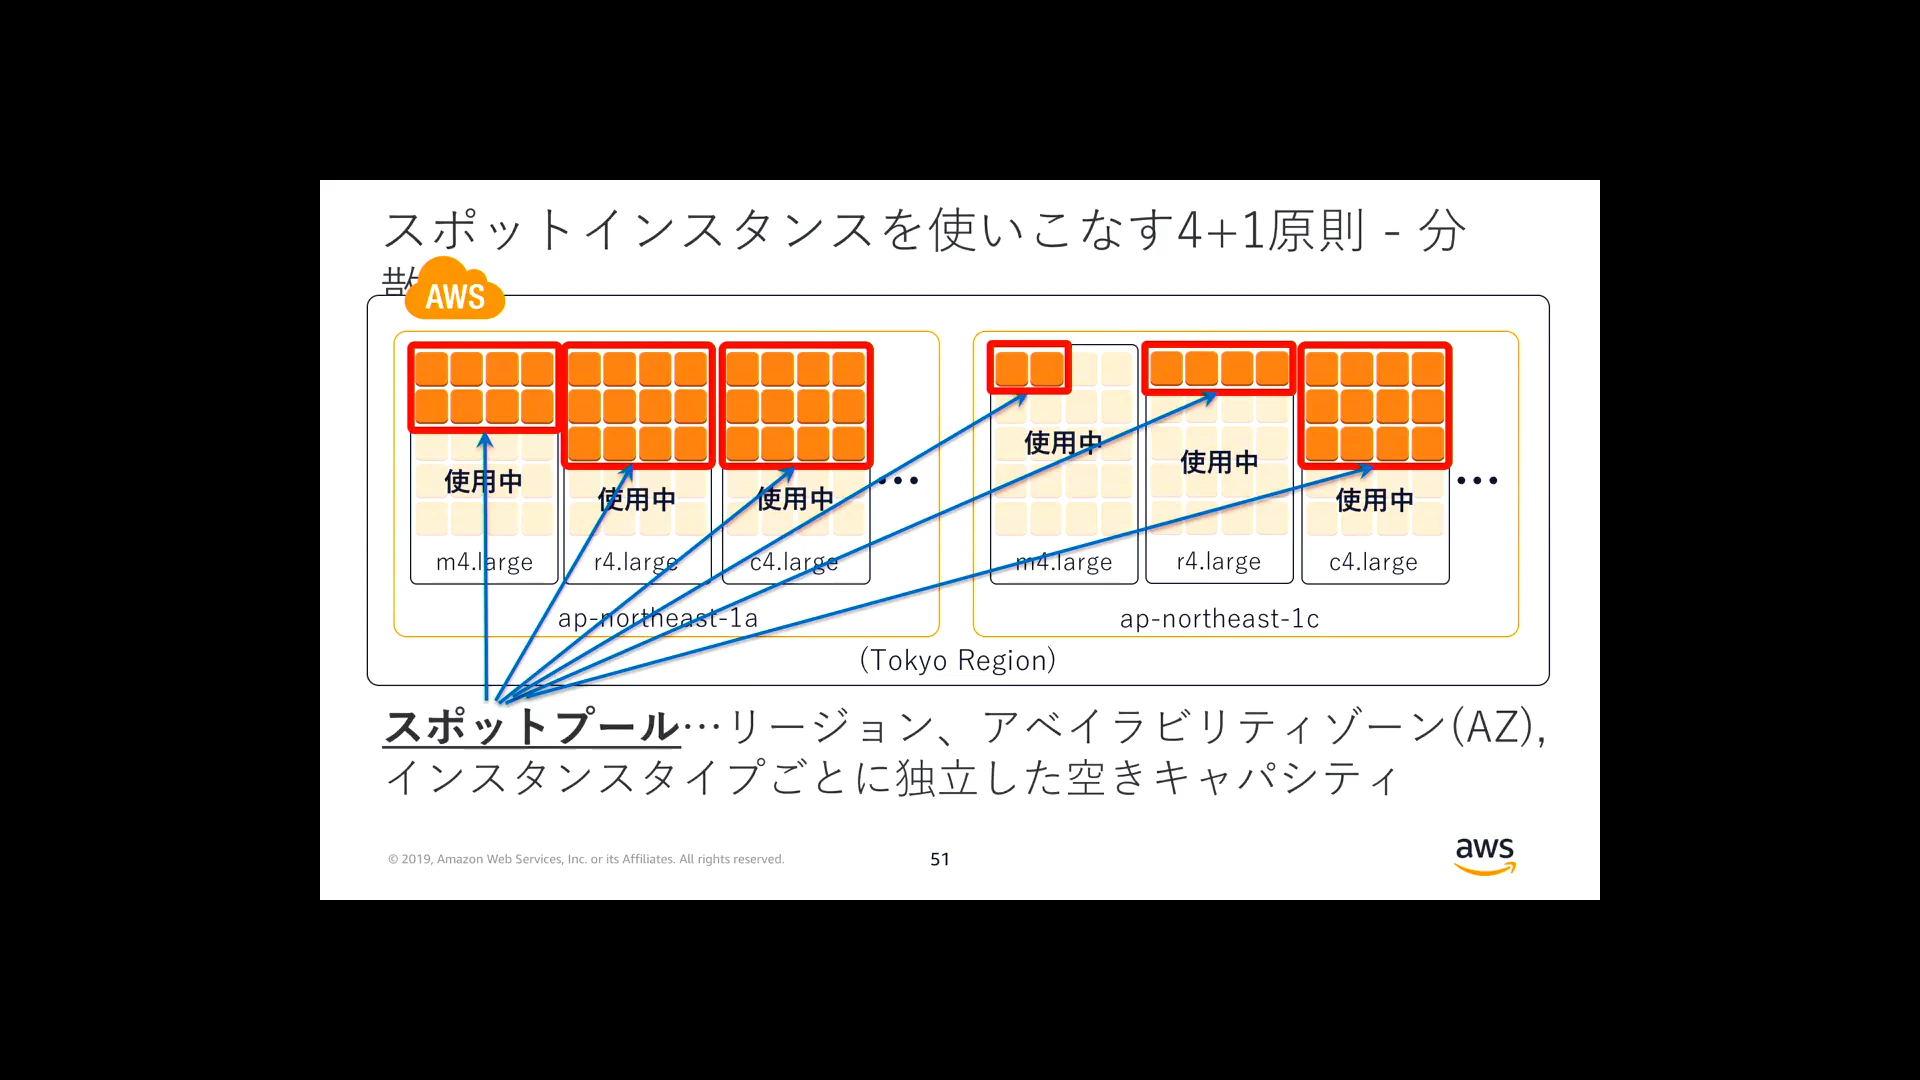 スポットインスタンスを使いこなす4+1原則 - 分
散
AWS
使用中
使用中
使用中
…
m4.large
r4.large
c4.large
ap-northeast-1a
使用中
使用中
使用中
…
m4.large
r4.large
c4.large
ap-northeast-1c
(Tokyo Region)
スポットプール…リージョン、アベイラビリティゾーン(AZ),
インスタンスタイプごとに独立した空きキャパシティ
© 2019, Amazon Web Services, Inc. or its Affiliates. All rights reserved.
51
aws